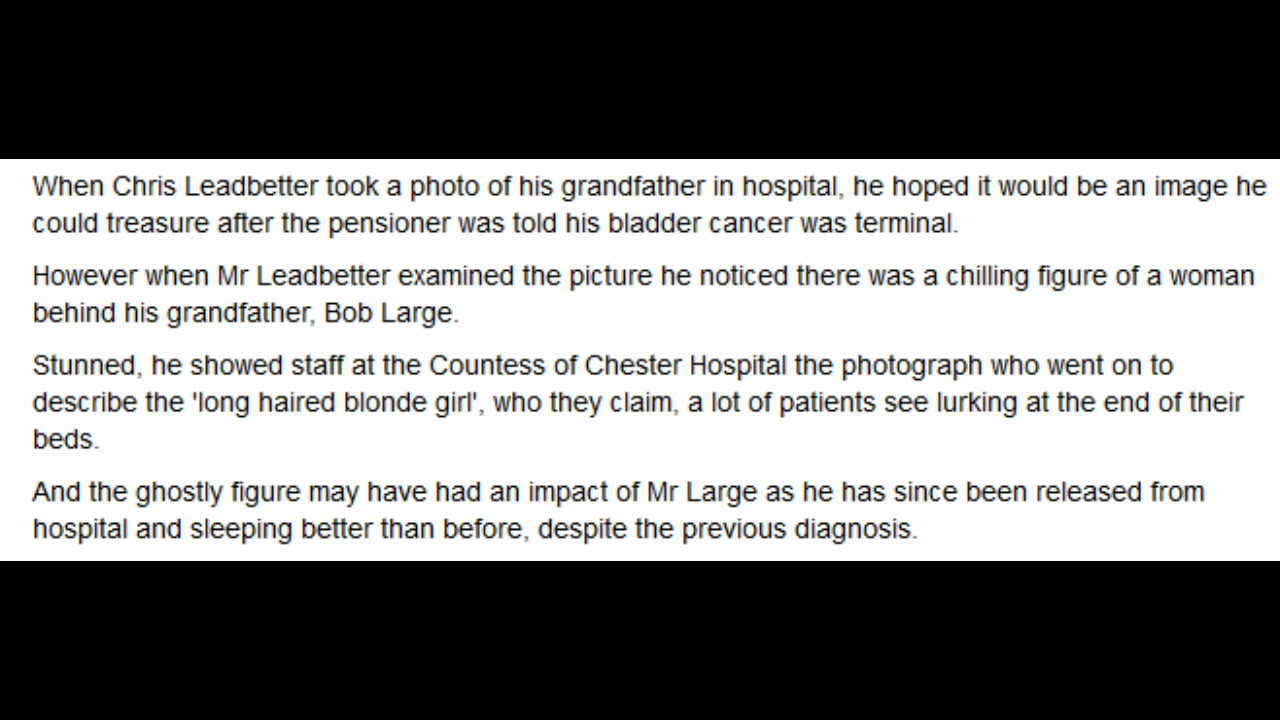 When Chris Leadbetter took a photo of his grandfather in hospital, he hoped it would be an image he
could treasure after the pensioner was told his bladder cancer was terminal.
However when Mr Leadbetter examined the picture he noticed there was a chilling figure of a woman
behind his grandfather, Bob Large.
Stunned, he showed staff at the Countess of Chester Hospital the photograph who went on to
describe the 'long haired blonde girl', who they claim, a lot of patients see lurking at the end of their
beds.
And the ghostly figure may have had an impact of Mr Large as he has since been released from
hospital and sleeping better than before, despite the previous diagnosis.